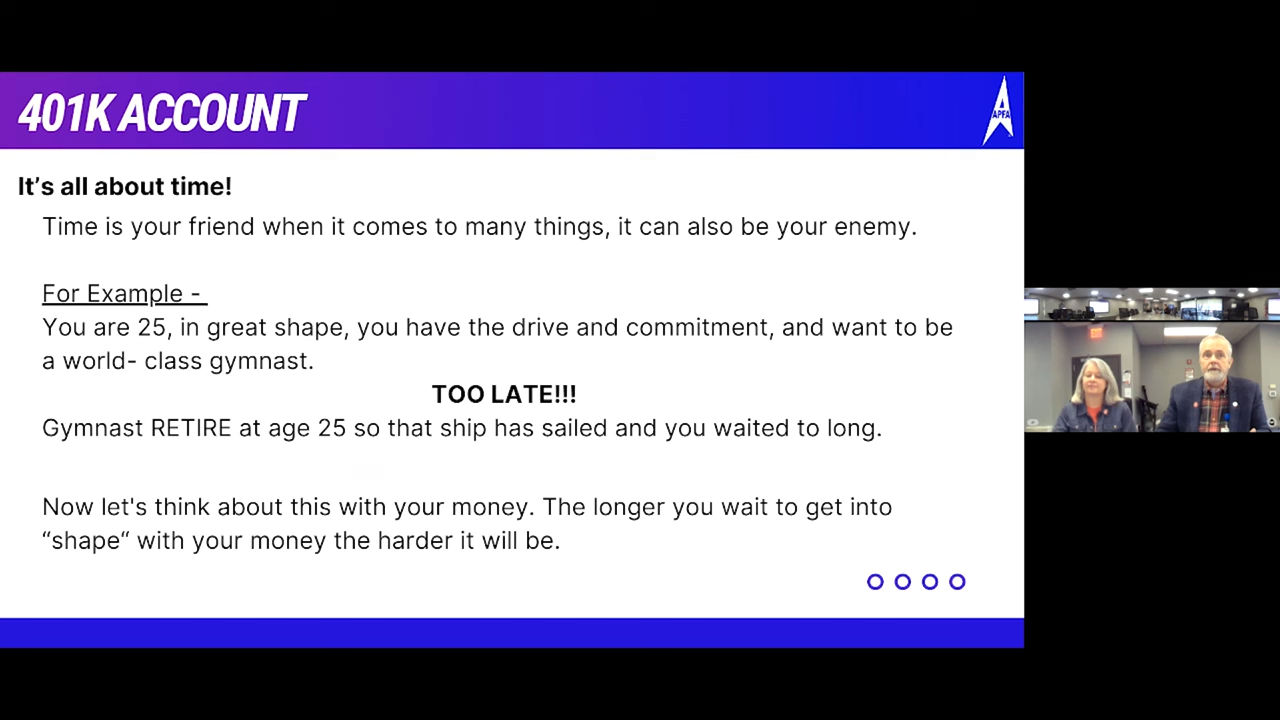 401K ACCOUNT
APFA
It's all about time!
Time is your friend when it comes to many things, it can also be your enemy.
For Example -
You are 25, in great shape, you have the drive and commitment, and want to be
a world- class gymnast.
TOO LATE!!!
Gymnast RETIRE at age 25 so that ship has sailed and you waited to long.
Now let's think about this with your money. The longer you wait to get into
“shape“ with your money the harder it will be.